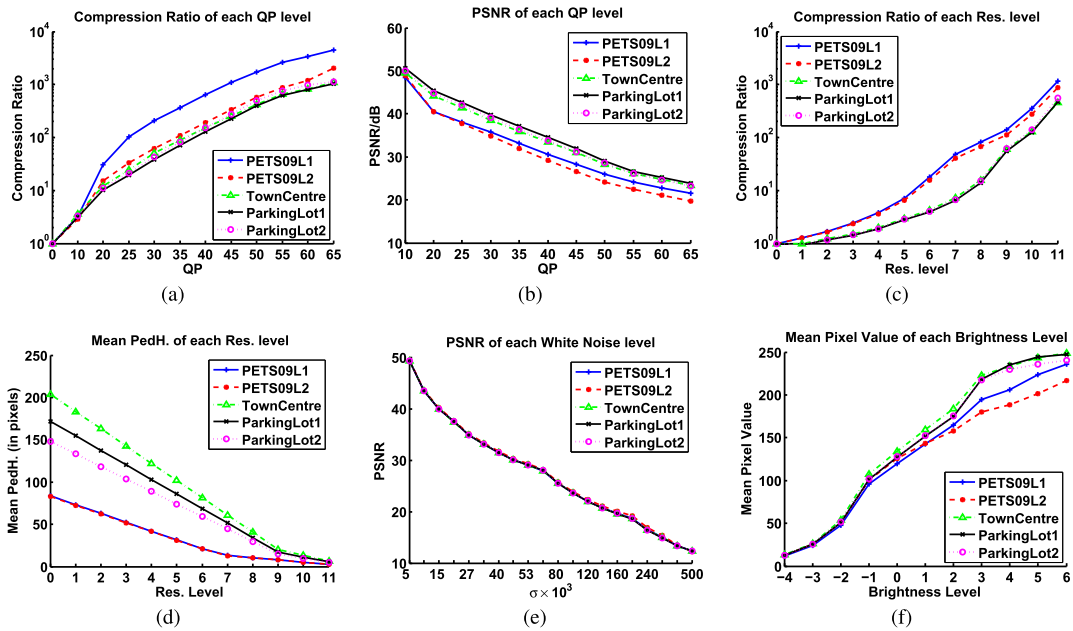 Compression Ratio of each QP level
10^4
10^3
10^2
10^1
10^0
Compression Ratio
0 10 20 25 30 35 40 45 50 55 60 65
QP
PETS09L1
PETS09L2
TownCentre
ParkingLot1
ParkingLot2
(a)
PSNR of each QP level
60
50
40
30
20
10
PSNR/dB
10 20 25 30 35 40 45 50 55 60 65
QP
PETS09L1
PETS09L2
TownCentre
ParkingLot1
ParkingLot2
(b)
Compression Ratio of each Res. level
10^4
10^3
10^2
10^1
10^0
Compression Ratio
0 1 2 3 4 5 6 7 8 9 10 11
Res. level
PETS09L1
PETS09L2
TownCentre
ParkingLot1
ParkingLot2
(c)
Mean PedH. of each Res. level
250
200
150
100
50
0
Mean PedH. (in pixels)
0 1 2 3 4 5 6 7 8 9 10 11
Res. Level
PETS09L1
PETS09L2
TownCentre
ParkingLot1
ParkingLot2
(d)
PSNR of each White Noise level
50
40
30
20
10
PSNR
5 15 27 40 53 80 120 160 240 500
σ × 10^3
PETS09L1
PETS09L2
TownCentre
ParkingLot1
ParkingLot2
(e)
Mean Pixel Value of each Brightness Level
250
200
150
100
50
0
Mean Pixel Value
−4 −3 −2 −1 0 1 2 3 4 5 6
Brightness Level
PETS09L1
PETS09L2
TownCentre
ParkingLot1
ParkingLot2
(f)